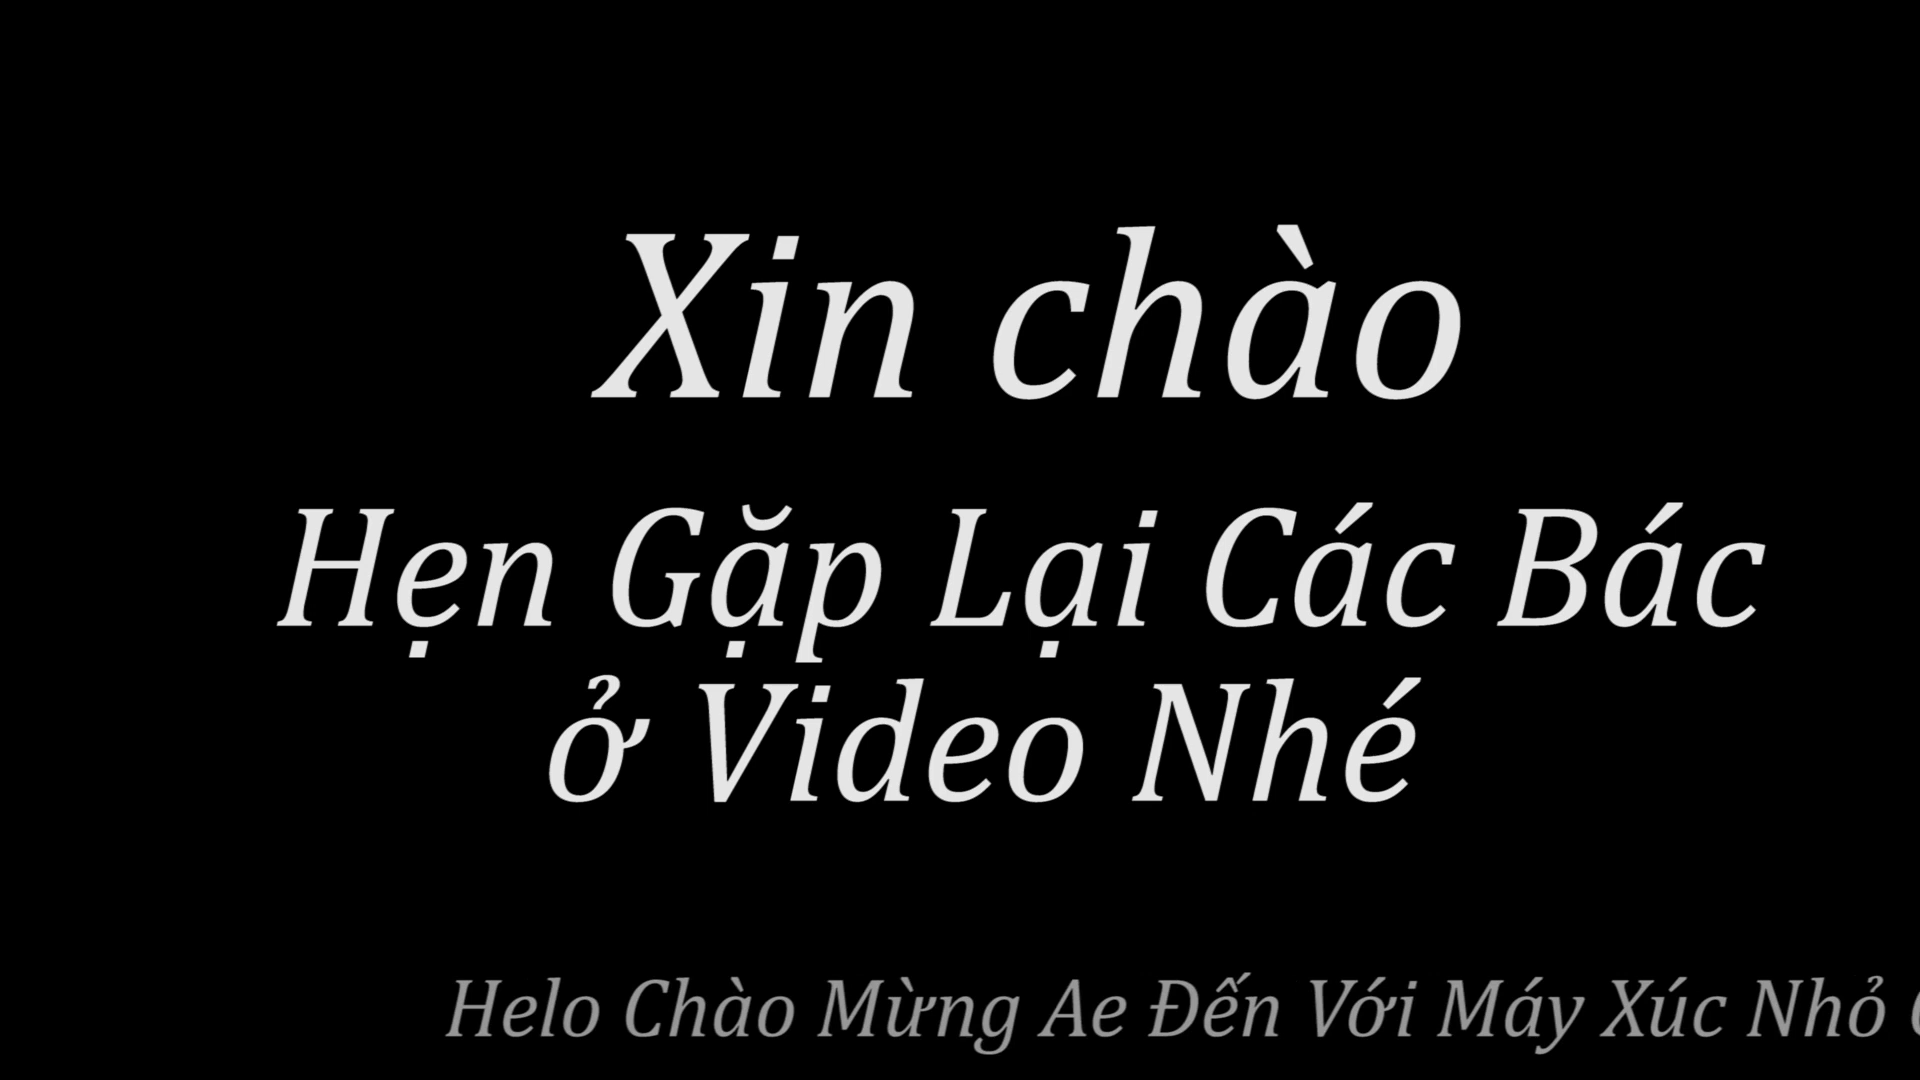 Xin chào
Hẹn Gặp Lại Các Bác
ở Video Nhé
Helo Chào Mừng Ae Đến Với Máy Xúc Nhỏ